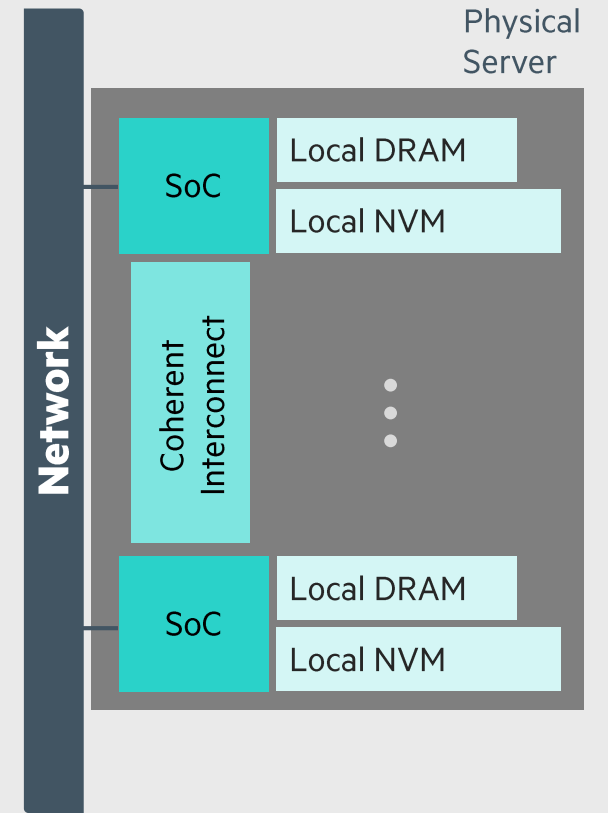 Physical
Server
Network
SoC
Local DRAM
Local NVM
Coherent
Interconnect
SoC
Local DRAM
Local NVM